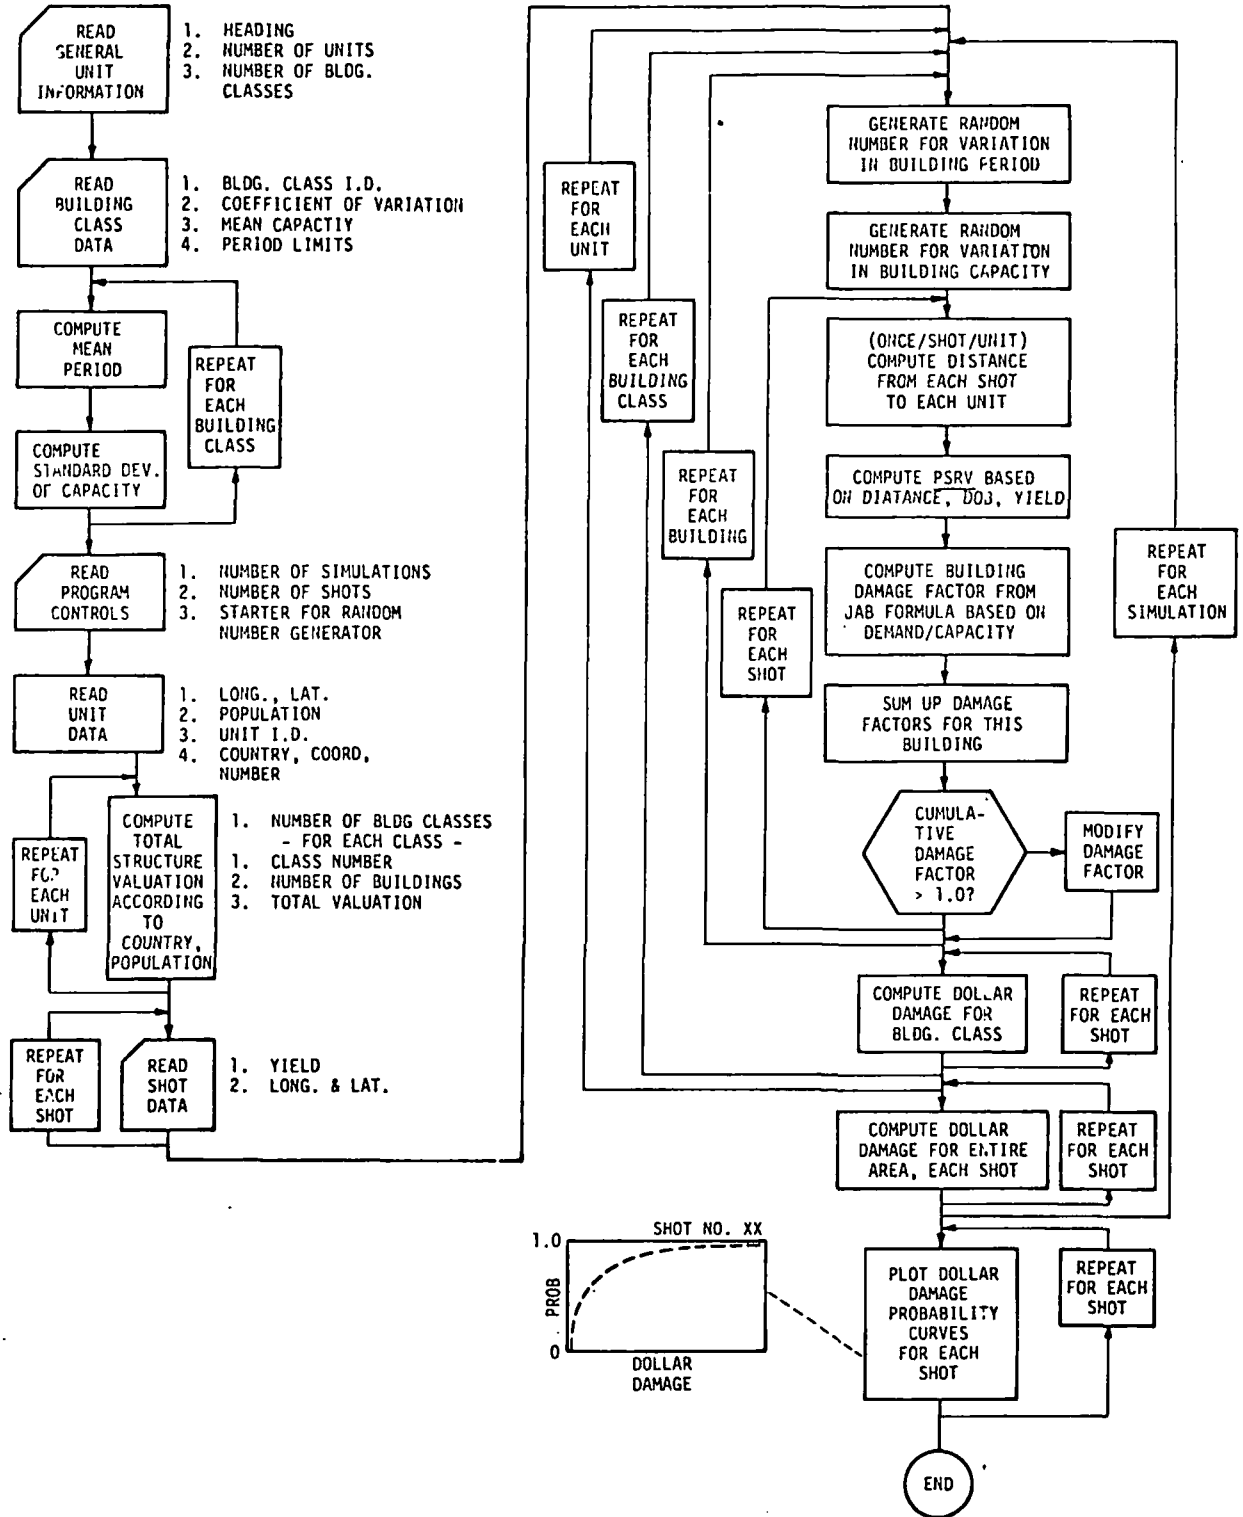 READ
GENERAL
UNIT
INFORMATION
1. HEADING
2. NUMBER OF UNITS
3. NUMBER OF BLDG.
CLASSES
READ
BUILDING
CLASS
DATA
1. BLDG. CLASS I.D.
2. COEFFICIENT OF VARIATION
3. MEAN CAPACTIY
4. PERIOD LIMITS
COMPUTE
MEAN
PERIOD
REPEAT
FOR
EACH
BUILDING
CLASS
COMPUTE
STANDARD DEV.
OF CAPACITY
READ
PROGRAM
CONTROLS
1. NUMBER OF SIMULATIONS
2. NUMBER OF SHOTS
3. STARTER FOR RANDOM
NUMBER GENERATOR
READ
UNIT
DATA
1. LONG., LAT.
2. POPULATION
3. UNIT I.D.
4. COUNTRY, COORD,
NUMBER
REPEAT
FOR
EACH
UNIT
COMPUTE
TOTAL
STRUCTURE
VALUATION
ACCORDING
TO
COUNTRY,
POPULATION
1. NUMBER OF BLDG CLASSES
- FOR EACH CLASS -
1. CLASS NUMBER
2. NUMBER OF BUILDINGS
3. TOTAL VALUATION
REPEAT
FOR
EACH
SHOT
READ
SHOT
DATA
1. YIELD
2. LONG. & LAT.
REPEAT
FOR
EACH
UNIT
REPEAT
FOR
EACH
BUILDING
CLASS
REPEAT
FOR
EACH
BUILDING
REPEAT
FOR
EACH
SHOT
GENERATE RANDOM
NUMBER FOR VARIATION
IN BUILDING PERIOD
GENERATE RANDOM
NUMBER FOR VARIATION
IN BUILDING CAPACITY
(ONCE/SHOT/UNIT)
COMPUTE DISTANCE
FROM EACH SHOT
TO EACH UNIT
COMPUTE PSRV BASED
ON DIATANCE, DOB, YIELD
COMPUTE BUILDING
DAMAGE FACTOR FROM
JAB FORMULA BASED ON
DEMAND/CAPACITY
SUM UP DAMAGE
FACTORS FOR THIS
BUILDING
CUMULA-
TIVE
DAMAGE
FACTOR
> 1.0?
MODIFY
DAMAGE
FACTOR
REPEAT
FOR
EACH
SIMULATION
COMPUTE DOLLAR
DAMAGE FOR
BLDG. CLASS
REPEAT
FOR EACH
SHOT
COMPUTE DOLLAR
DAMAGE FOR ENTIRE
AREA, EACH SHOT
REPEAT
FOR EACH
SHOT
SHOT NO. XX
1.0
PROB
0
DOLLAR
DAMAGE
PLOT DOLLAR
DAMAGE
PROBABILITY
CURVES
FOR EACH
SHOT
REPEAT
FOR EACH
SHOT
END